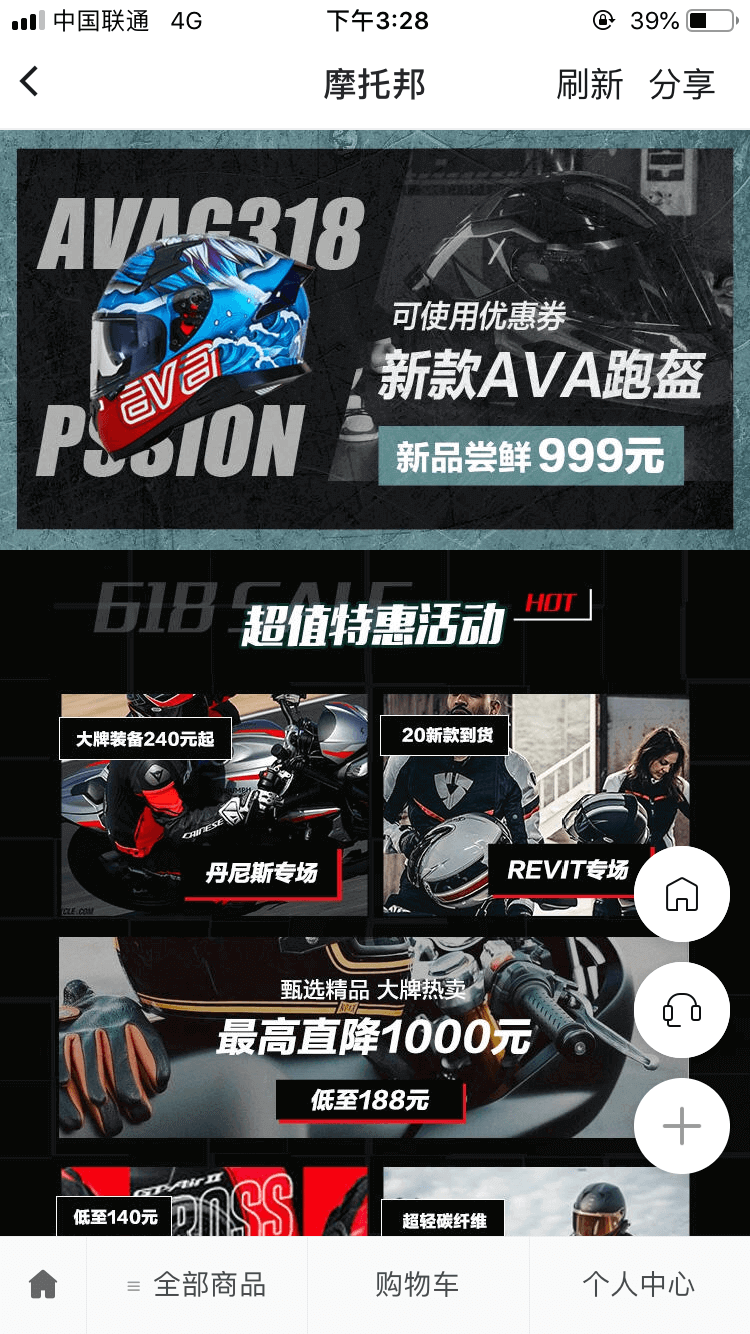 中国联通 4G 下午3:28 39%
摩托邦 刷新 分享
AVAG318
可使用优惠券
新款AVA跑盔
ava
PSSION
新品尝鲜 999元
618 SALE
超值特惠活动 HOT
大牌装备240元起
20新款到货
DAINESE
丹尼斯专场
REVIT专场
甄选精品 大牌热卖
最高直降1000元
低至188元
GT-Air II
低至140元
超轻碳纤维
全部商品 购物车 个人中心